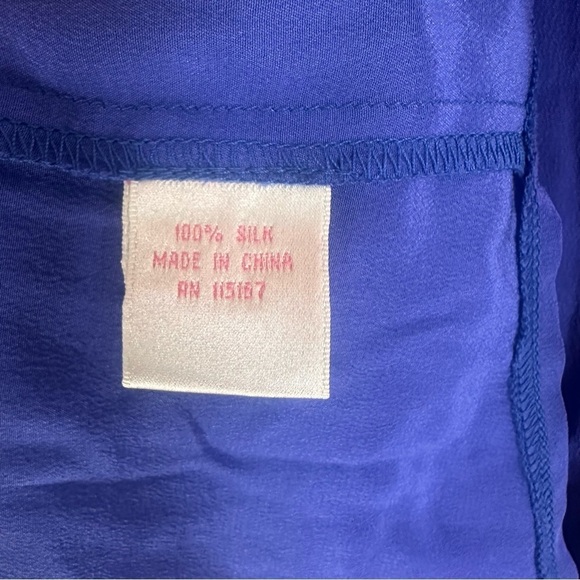 100% SILK
MADE IN CHINA
RN 115167